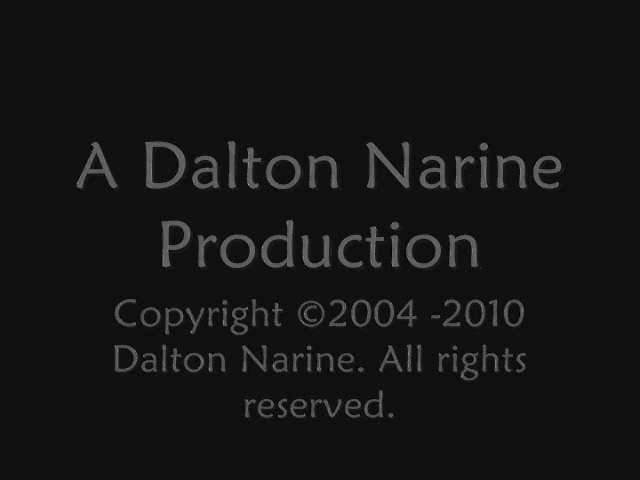 A Dalton Narine
Production
Copyright ©2004 -2010
Dalton Narine. All rights
reserved.